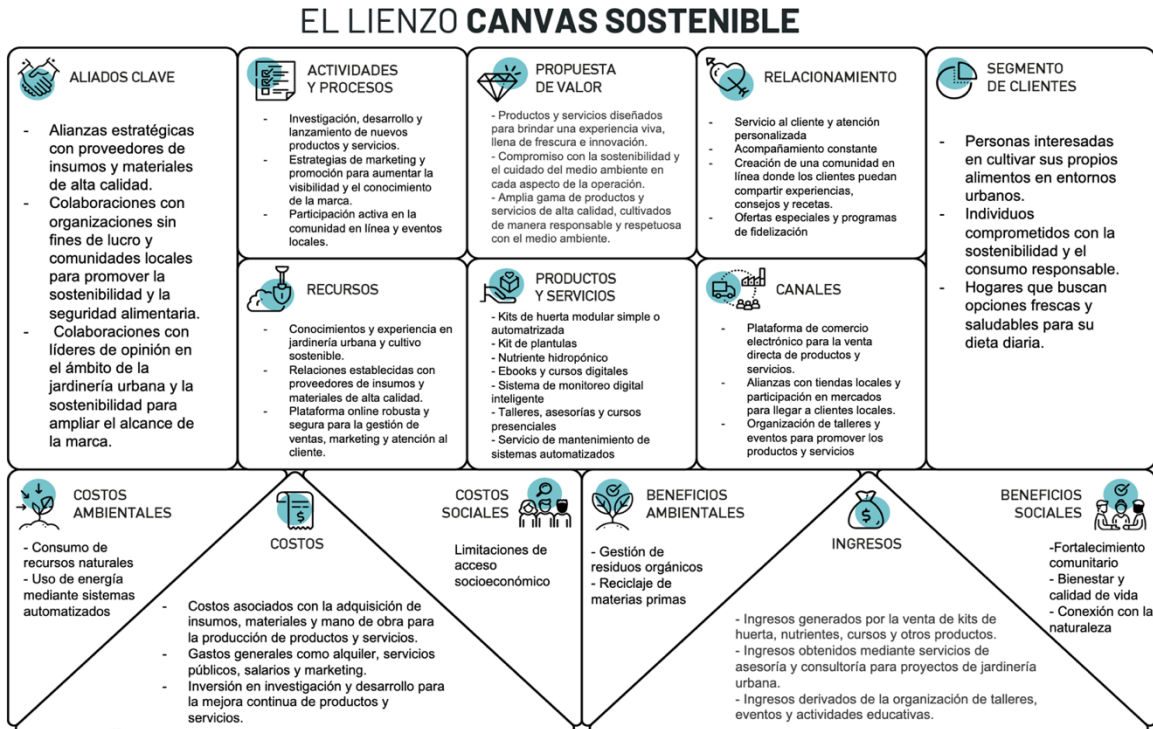 EL LIENZO CANVAS SOSTENIBLE
ALIADOS CLAVE
- Alianzas estratégicas
con proveedores de
insumos y materiales
de alta calidad.
- Colaboraciones con
organizaciones sin
fines de lucro y
comunidades locales
para promover la
sostenibilidad y la
seguridad alimentaria.
- Colaboraciones con
líderes de opinión en
el ámbito de la
jardinería urbana y la
sostenibilidad para
ampliar el alcance de
la marca.
ACTIVIDADES
Y PROCESOS
- Investigación, desarrollo y
lanzamiento de nuevos
productos y servicios.
- Estrategias de marketing y
promoción para aumentar la
visibilidad y el conocimiento
de la marca.
- Participación activa en la
comunidad en línea y eventos
locales.
RECURSOS
- Conocimientos y experiencia en
jardinería urbana y cultivo
sostenible.
- Relaciones establecidas con
proveedores de insumos y
materiales de alta calidad.
- Plataforma online robusta y
segura para la gestión de
ventas, marketing y atención al
cliente.
PROPUESTA
DE VALOR
- Productos y servicios diseñados
para brindar una experiencia viva,
llena de frescura e innovación.
- Compromiso con la sostenibilidad y
el cuidado del medio ambiente en
cada aspecto de la operación.
- Amplia gama de productos y
servicios de alta calidad, cultivados
de manera responsable y respetuosa
con el medio ambiente.
PRODUCTOS
Y SERVICIOS
- Kits de huerta modular simple o
automatrizada
- Kit de plantulas
- Nutriente hidropónico
- Ebooks y cursos digitales
- Sistema de monitoreo digital
inteligente
- Talleres, asesorías y cursos
presenciales
- Servicio de mantenimiento de
sistemas automatizados
RELACIONAMIENTO
- Servicio al cliente y atención
personalizada
- Acompañamiento constante
- Creación de una comunidad en
línea donde los clientes puedan
compartir experiencias,
consejos y recetas.
- Ofertas especiales y programas
de fidelización
CANALES
- Plataforma de comercio
electrónico para la venta
directa de productos y
servicios.
- Alianzas con tiendas locales y
participación en mercados
para llegar a clientes locales.
- Organización de talleres y
eventos para promover los
productos y servicios
SEGMENTO
DE CLIENTES
- Personas interesadas
en cultivar sus propios
alimentos en entornos
urbanos.
- Individuos
comprometidos con la
sostenibilidad y el
consumo responsable.
- Hogares que buscan
opciones frescas y
saludables para su
dieta diaria.
COSTOS
AMBIENTALES
- Consumo de
recursos naturales
- Uso de energía
mediante sistemas
automatizados
$
COSTOS
- Costos asociados con la adquisición de
insumos, materiales y mano de obra para
la producción de productos y servicios.
- Gastos generales como alquiler, servicios
públicos, salarios y marketing.
- Inversión en investigación y desarrollo para
la mejora continua de productos y
servicios.
COSTOS
SOCIALES
Limitaciones de
acceso
socioeconómico
BENEFICIOS
AMBIENTALES
- Gestión de
residuos orgánicos
- Reciclaje de
materias primas
$
INGRESOS
- Ingresos generados por la venta de kits de
huerta, nutrientes, cursos y otros productos.
- Ingresos obtenidos mediante servicios de
asesoría y consultoría para proyectos de jardinería
urbana.
- Ingresos derivados de la organización de talleres,
eventos y actividades educativas.
BENEFICIOS
SOCIALES
-Fortalecimiento
comunitario
- Bienestar y
calidad de vida
- Conexión con la
naturaleza